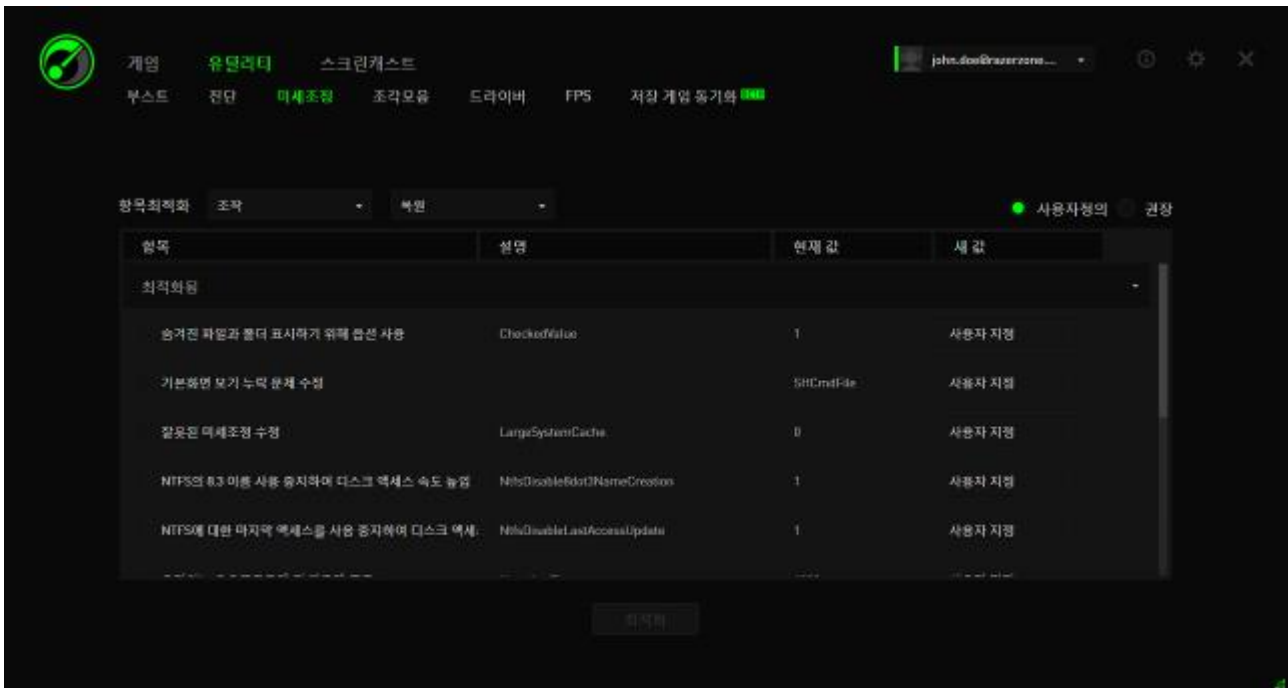 게임 유틸리티 스크린캐스트
john.doe@razerzone...
부스트 진단 미세조정 조각모음 드라이버 FPS 저장 게임 동기화
항목최적화 조작 복원 사용자정의 권장
항목 설명 현재 값 새 값
최적화됨
숨겨진 파일과 폴더 표시하기 위해 옵션 사용 CheckedValue 1 사용자 지정
기본화면 보기 누락 문제 수정 SHCmdFile 사용자 지정
잘못된 미세조정 수정 LargeSystemCache 0 사용자 지정
NTFS의 8.3 이름 사용 중지하여 디스크 액세스 속도 높임 NtfsDisable8dot3NameCreation 1 사용자 지정
NTFS에 대한 마지막 액세스를 사용 중지하여 디스크 액세 NtfsDisableLastAccessUpdate 1 사용자 지정
최적화